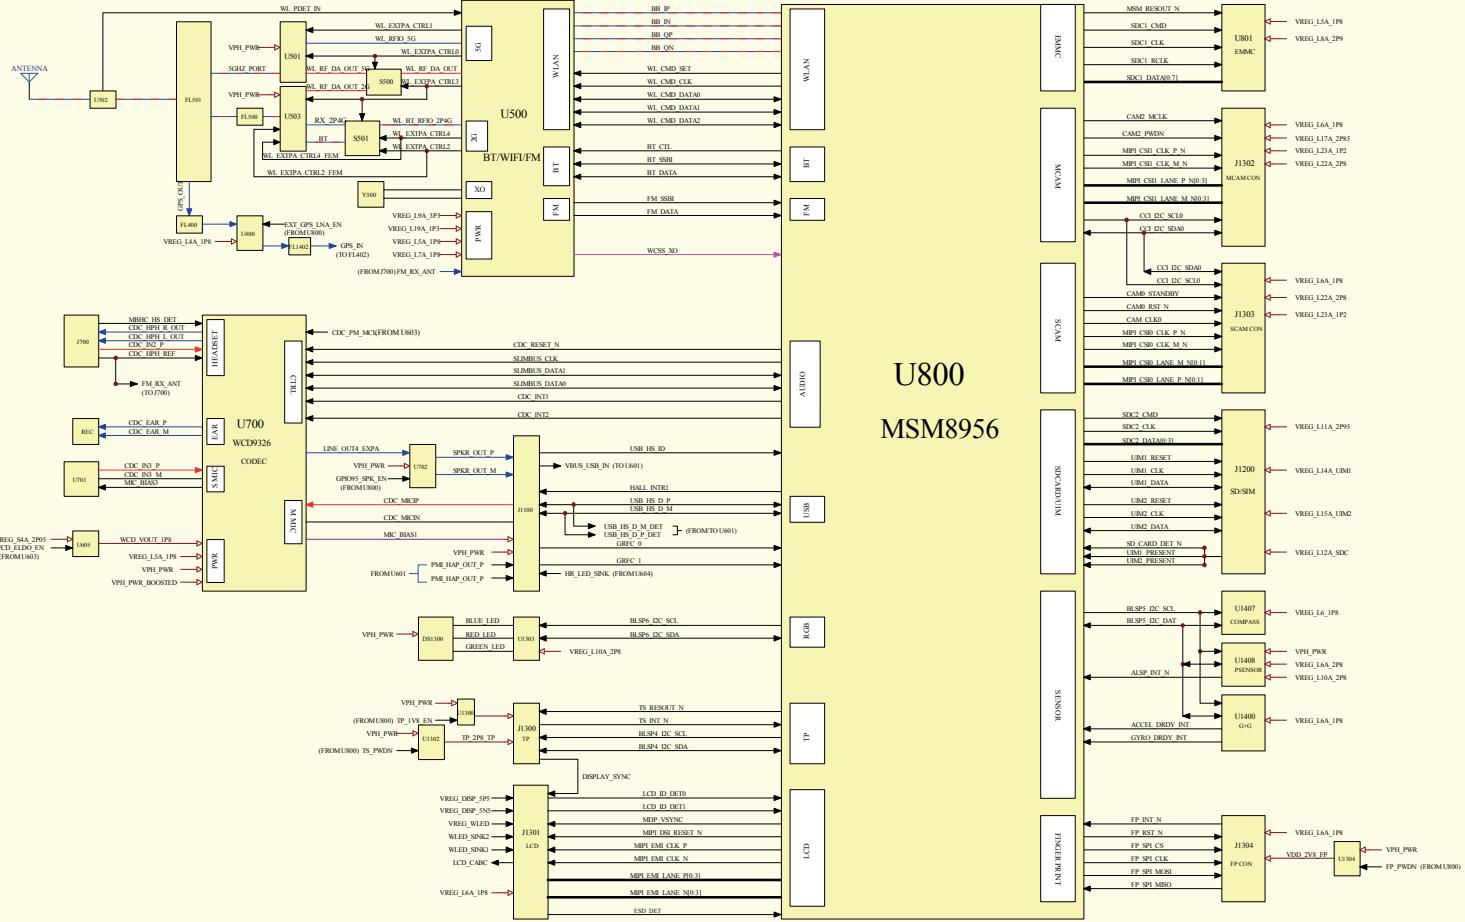 WL_PDET_IN
ANTENNA
U502
FL501
5GHZ_PORT
FL500
VPH_PWR
U501
WL_EXTPA_CTRL1
WL_RFIO_5G
WL_EXTPA_CTRL0
WL_RF_DA_OUT_5G
WL_RF_DA_OUT
S500
WL_EXTPA_CTRL3
WL_RF_DA_OUT_2G
VPH_PWR
U503
RX_2P4G
BT
WL_BT_RFIO_2P4G
S501
WL_EXTPA_CTRL4
WL_EXTPA_CTRL2
WL_EXTPA_CTRL4_FEM
WL_EXTPA_CTRL2_FEM
Y500
GPS_OUT
FL400
VREG_L4A_1P8
U400
EXT_GPS_LNA_EN
(FROM U800)
FL1402
GPS_IN
(TO FL402)
VREG_L9A_3P3
VREG_L19A_1P3
VREG_L5A_1P8
VREG_L7A_1P8
(FROM J700) FM_RX_ANT
5G
2G
XO
PWR
U500
BT/WIFI/FM
WLAN
BT
FM
BB_IP
BB_IN
BB_QP
BB_QN
WL_CMD_SET
WL_CMD_CLK
WL_CMD_DATA0
WL_CMD_DATA1
WL_CMD_DATA2
BT_CTL
BT_SSBI
BT_DATA
FM_SSBI
FM_DATA
WCSS_XO
WLAN
BT
FM
J700
MBHC_HS_DET
CDC_HPH_R_OUT
CDC_HPH_L_OUT
CDC_IN2_P
CDC_HPH_REF
FM_RX_ANT
(TO J700)
REC
CDC_EAR_P
CDC_EAR_M
U701
CDC_IN3_P
CDC_IN3_M
MIC_BIAS3
VREG_S4A_2P05
WCD_ELDO_EN
(FROM U603)
U605
WCD_VOUT_1P8
VREG_L5A_1P8
VPH_PWR
VPH_PWR_BOOSTED
HEADSET
EAR
S MIC
PWR
CTRL
M MIC
U700
WCD9326
CODEC
CDC_PM_MCL(FROM U603)
CDC_RESET_N
SLIMBUS_CLK
SLIMBUS_DATA1
SLIMBUS_DATA0
CDC_INT1
CDC_INT2
AUDIO
LINE_OUT4_EXPA
VPH_PWR
GPIO95_SPK_EN
(FROM U800)
U702
SPKR_OUT_P
SPKR_OUT_M
CDC_MICIP
CDC_MICIN
MIC_BIAS1
VPH_PWR
FROM U601
PMI_HAP_OUT_P
PMI_HAP_OUT_P
J1100
USB_HS_ID
VBUS_USB_IN (TO U601)
HALL_INTR1
USB_HS_D_P
USB_HS_D_M
USB_HS_D_M_DET
USB_HS_D_P_DET
(FROM/TO U601)
GRFC_0
GRFC_1
HR_LED_SINK (FROM U604)
USB
VPH_PWR
DS1300
BLUE_LED
RED_LED
GREEN_LED
U1303
BLSP6_I2C_SCL
BLSP6_I2C_SDA
VREG_L10A_2P8
RGB
VPH_PWR
(FROM U800) TP_1V8_EN
U1300
VPH_PWR
(FROM U800) TS_PWDN
U1302
TP_2P8_TP
J1300
TP
TS_RESOUT_N
TS_INT_N
BLSP4_I2C_SCL
BLSP4_I2C_SDA
TP
DISPLAY_SYNC
VREG_DISP_5P5
VREG_DISP_5N5
VREG_WLED
WLED_SINK2
WLED_SINK1
LCD_CABC
VREG_L6A_1P8
J1301
LCD
LCD_ID_DET0
LCD_ID_DET1
MDP_VSYNC
MIPI_DSI_RESET_N
MIPI_EMI_CLK_P
MIPI_EMI_CLK_N
MIPI_EMI_LANE_P[0:3]
MIPI_EMI_LANE_N[0:3]
ESD_DET
LCD
U800
MSM8956
EMMC
MSM_RESOUT_N
SDC1_CMD
SDC1_CLK
SDC1_RCLK
SDC1_DATA[0:7]
U801
EMMC
VREG_L5A_1P8
VREG_L8A_2P9
MCAM
CAM2_MCLK
CAM2_PWDN
MIPI_CSI1_CLK_P_N
MIPI_CSI1_CLK_M_N
MIPI_CSI1_LANE_P_N[0:3]
MIPI_CSI1_LANE_M_N[0:3]
CCI_I2C_SCL0
CCI_I2C_SDA0
J1302
MCAM CON
VREG_L6A_1P8
VREG_L17A_2P85
VREG_L23A_1P2
VREG_L22A_2P8
SCAM
CCI_I2C_SDA0
CCI_I2C_SCL0
CAM0_STANDBY
CAM0_RST_N
CAM_CLK0
MIPI_CSI0_CLK_P_N
MIPI_CSI0_CLK_M_N
MIPI_CSI0_LANE_M_N[0:1]
MIPI_CSI0_LANE_P_N[0:1]
J1303
SCAM CON
VREG_L6A_1P8
VREG_L22A_2P8
VREG_L23A_1P2
SDCARD/UIM
SDC2_CMD
SDC2_CLK
SDC2_DATA[0:3]
UIM1_RESET
UIM1_CLK
UIM1_DATA
UIM2_RESET
UIM2_CLK
UIM2_DATA
SD_CARD_DET_N
UIM1_PRESENT
UIM2_PRESENT
J1200
SD/SIM
VREG_L11A_2P95
VREG_L14A_UIM1
VREG_L15A_UIM2
VREG_L12A_SDC
SENSOR
BLSP5_I2C_SCL
BLSP5_I2C_DAT
ALSP_INT_N
ACCEL_DRDY_INT
GYRO_DRDY_INT
U1407
COMPASS
VREG_L6_1P8
U1408
PSENSOR
VPH_PWR
VREG_L6A_2P8
VREG_L10A_2P8
U1400
G+G
VREG_L6A_1P8
FINGER PRINT
FP_INT_N
FP_RST_N
FP_SPI_CS
FP_SPI_CLK
FP_SPI_MOSI
FP_SPI_MISO
J1304
FP CON
VREG_L6A_1P8
VDD_2V8_FP
U1304
VPH_PWR
FP_PWDN (FROM U800)